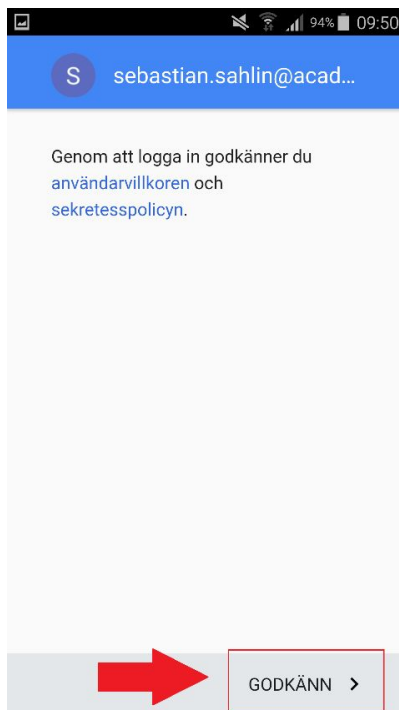 94% 09:50
S sebastian.sahlin@acad...
Genom att logga in godkänner du
användarvillkoren och
sekretesspolicyn.
GODKÄNN